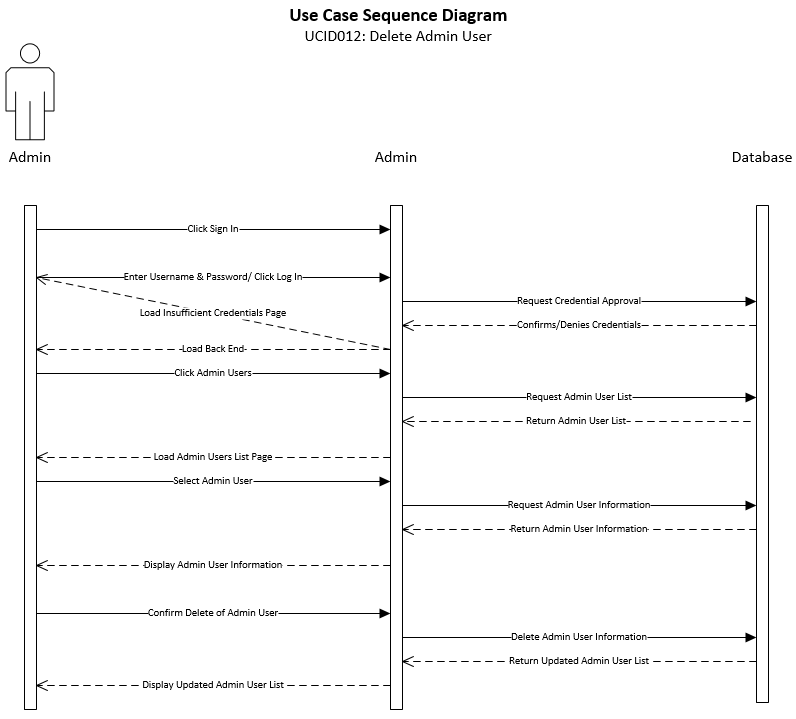 Use Case Sequence Diagram
UCID012: Delete Admin User
Admin
Admin
Database
Click Sign In
Enter Username & Password/ Click Log In
Request Credential Approval
Load Insufficient Credentials Page
Confirms/Denies Credentials
Load Back End
Click Admin Users
Request Admin User List
Return Admin User List
Load Admin Users List Page
Select Admin User
Request Admin User Information
Return Admin User Information
Display Admin User Information
Confirm Delete of Admin User
Delete Admin User Information
Return Updated Admin User List
Display Updated Admin User List